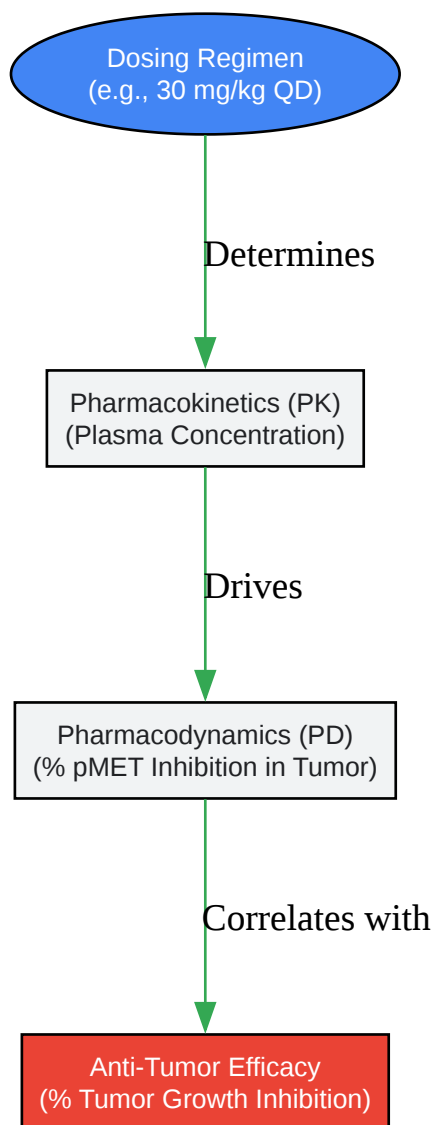 Dosing Regimen
(e.g., 30 mg/kg QD)
Determines
Pharmacokinetics (PK)
(Plasma Concentration)
Drives
Pharmacodynamics (PD)
(% pMET Inhibition in Tumor)
Correlates with
Anti-Tumor Efficacy
(% Tumor Growth Inhibition)